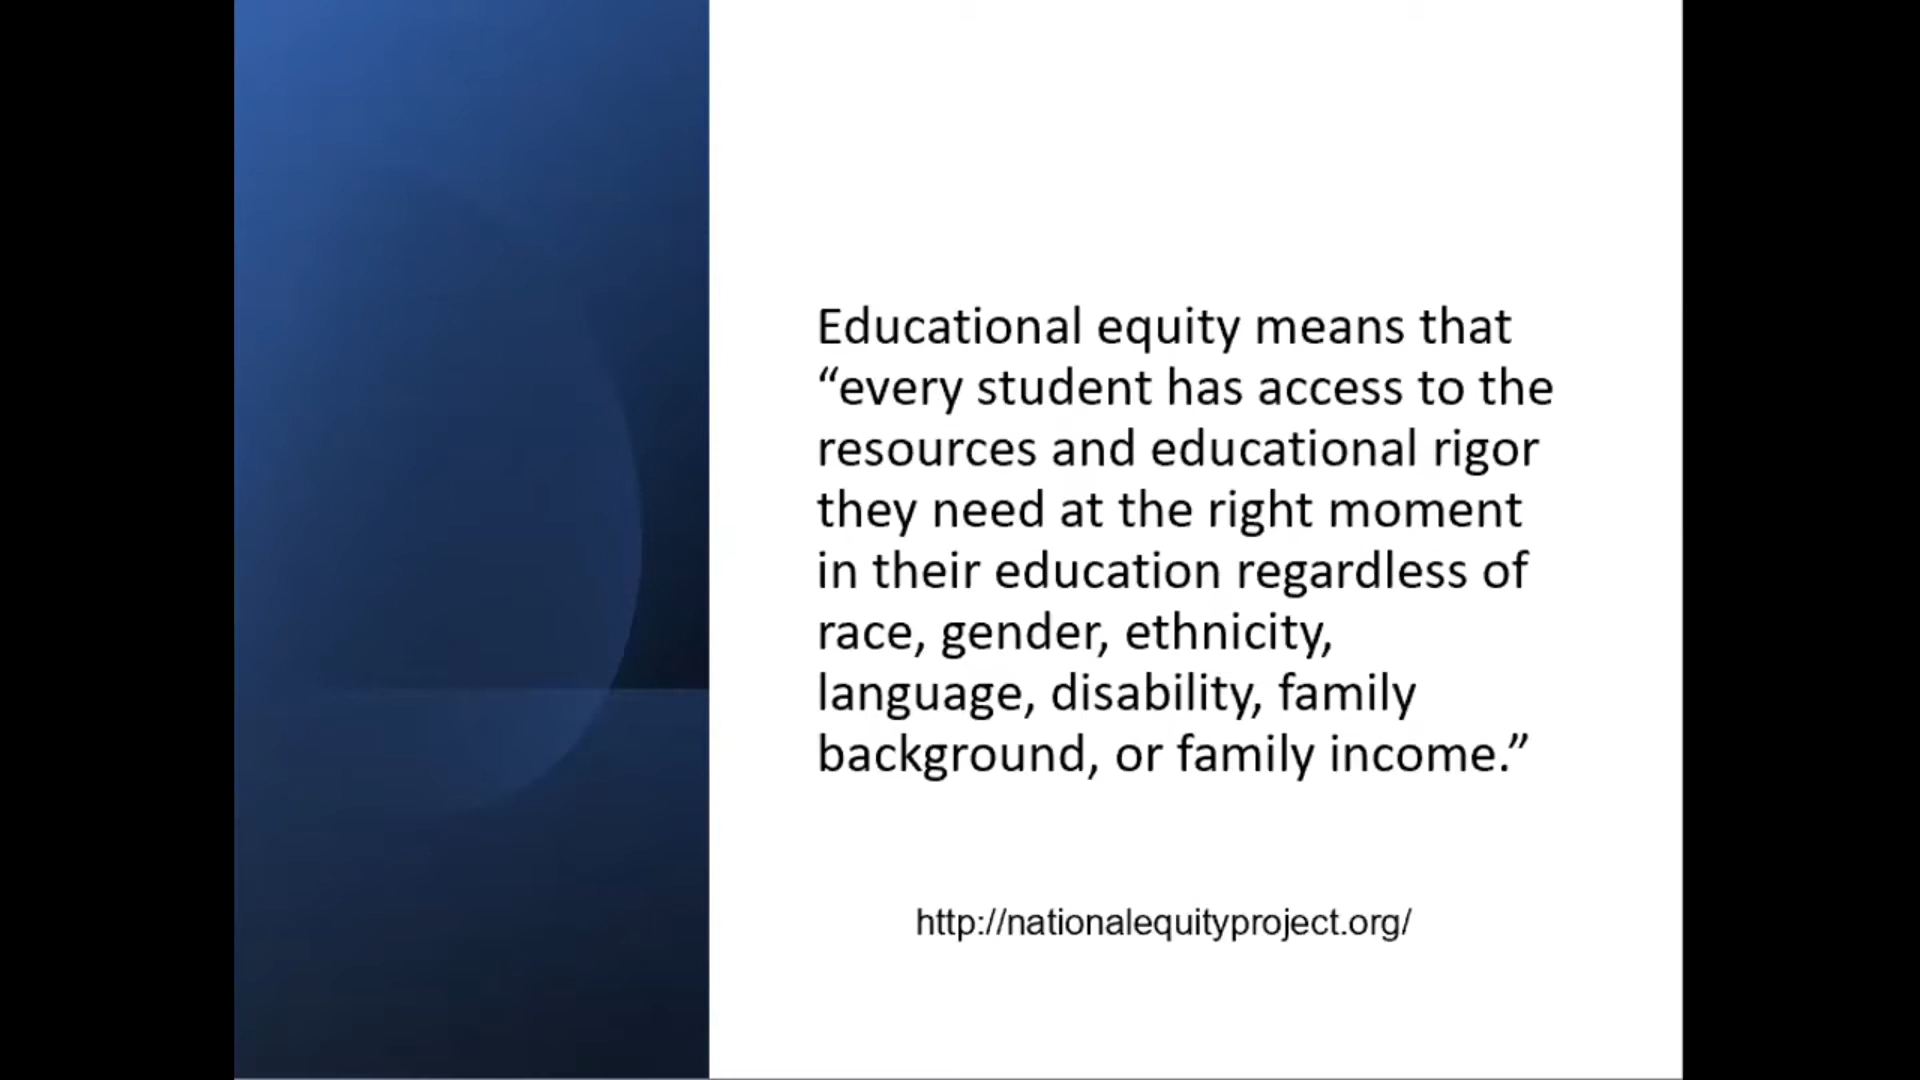 Educational equity means that
“every student has access to the
resources and educational rigor
they need at the right moment
in their education regardless of
race, gender, ethnicity,
language, disability, family
background, or family income.”
http://nationalequityproject.org/